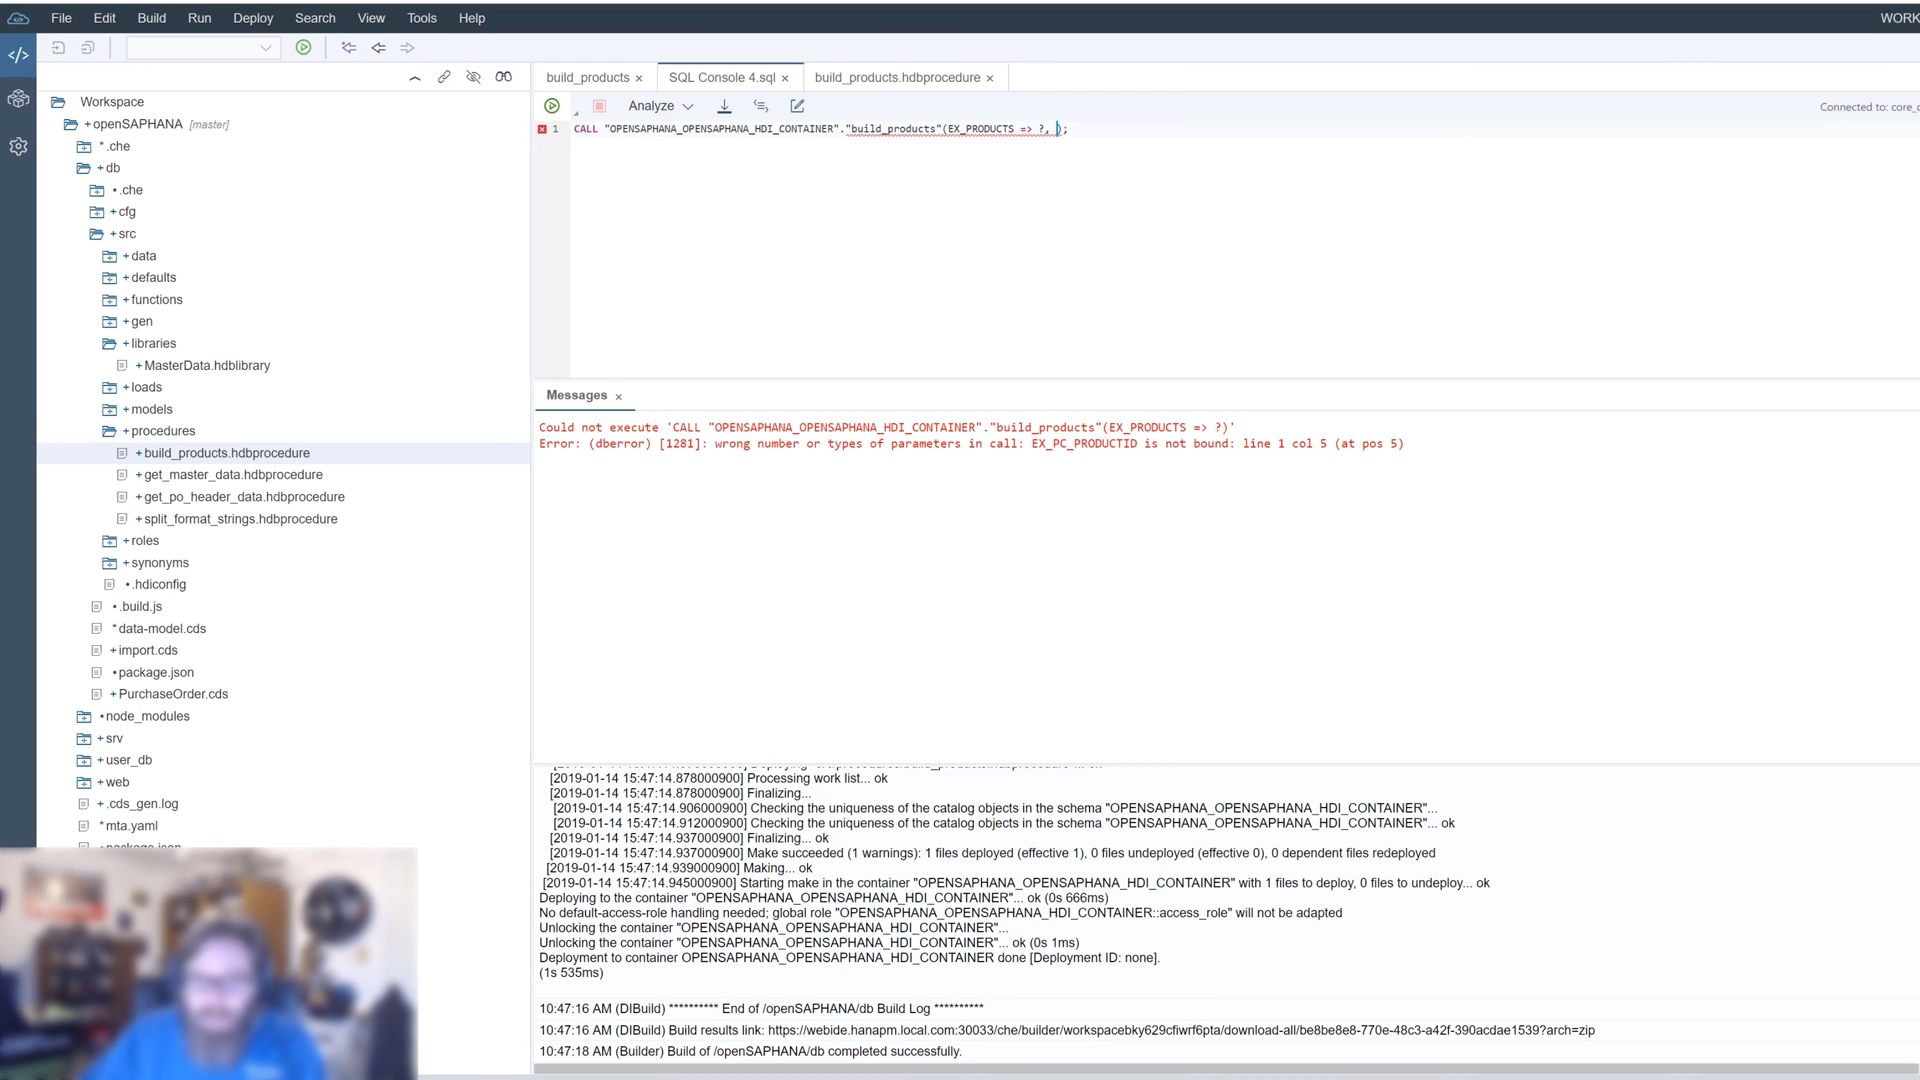 File Edit Build Run Deploy Search View Tools Help
WORK
build_products ×
SQL Console 4.sql ×
build_products.hdbprocedure ×
Analyze
Connected to: core_
1 CALL "OPENSAPHANA_OPENSAPHANA_HDI_CONTAINER"."build_products"(EX_PRODUCTS => ?, );
Workspace
+openSAPHANA [master]
* .che
+db
• .che
+cfg
+src
+data
+defaults
+functions
+gen
+libraries
+MasterData.hdblibrary
+loads
+models
+procedures
+build_products.hdbprocedure
+get_master_data.hdbprocedure
+get_po_header_data.hdbprocedure
+split_format_strings.hdbprocedure
+roles
+synonyms
•.hdiconfig
•.build.js
*data-model.cds
+import.cds
•package.json
+PurchaseOrder.cds
•node_modules
+srv
+user_db
+web
+.cds_gen.log
*mta.yaml
Messages ×
Could not execute 'CALL "OPENSAPHANA_OPENSAPHANA_HDI_CONTAINER"."build_products"(EX_PRODUCTS => ?)'
Error: (dberror) [1281]: wrong number or types of parameters in call: EX_PC_PRODUCTID is not bound: line 1 col 5 (at pos 5)
[2019-01-14 15:47:14.878000900] Processing work list... ok
[2019-01-14 15:47:14.878000900] Finalizing...
[2019-01-14 15:47:14.906000900] Checking the uniqueness of the catalog objects in the schema "OPENSAPHANA_OPENSAPHANA_HDI_CONTAINER"...
[2019-01-14 15:47:14.912000900] Checking the uniqueness of the catalog objects in the schema "OPENSAPHANA_OPENSAPHANA_HDI_CONTAINER"... ok
[2019-01-14 15:47:14.937000900] Finalizing... ok
[2019-01-14 15:47:14.937000900] Make succeeded (1 warnings): 1 files deployed (effective 1), 0 files undeployed (effective 0), 0 dependent files redeployed
[2019-01-14 15:47:14.939000900] Making... ok
[2019-01-14 15:47:14.945000900] Starting make in the container "OPENSAPHANA_OPENSAPHANA_HDI_CONTAINER" with 1 files to deploy, 0 files to undeploy... ok
Deploying to the container "OPENSAPHANA_OPENSAPHANA_HDI_CONTAINER"... ok (0s 666ms)
No default-access-role handling needed; global role "OPENSAPHANA_OPENSAPHANA_HDI_CONTAINER::access_role" will not be adapted
Unlocking the container "OPENSAPHANA_OPENSAPHANA_HDI_CONTAINER"...
Unlocking the container "OPENSAPHANA_OPENSAPHANA_HDI_CONTAINER"... ok (0s 1ms)
Deployment to container OPENSAPHANA_OPENSAPHANA_HDI_CONTAINER done [Deployment ID: none].
(1s 535ms)
10:47:16 AM (DIBuild) ********** End of /openSAPHANA/db Build Log **********
10:47:16 AM (DIBuild) Build results link: https://webide.hanapm.local.com:30033/che/builder/workspacebky629cfiwrf6pta/download-all/be8be8e8-770e-48c3-a42f-390acdae1539?arch=zip
10:47:18 AM (Builder) Build of /openSAPHANA/db completed successfully.